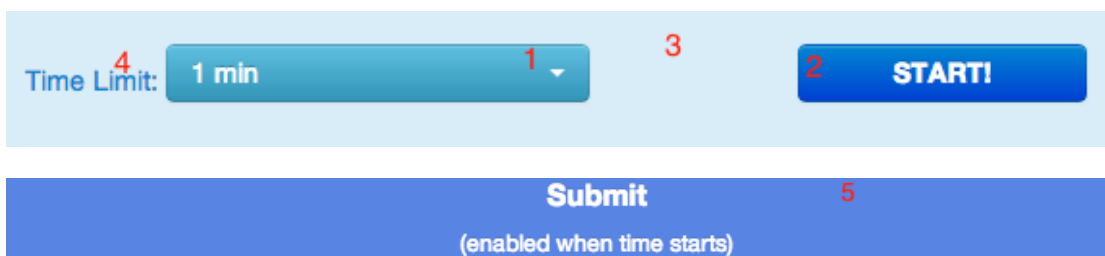 Time Limit: 4 1 min 1 3 2 START!
Submit 5
(enabled when time starts)